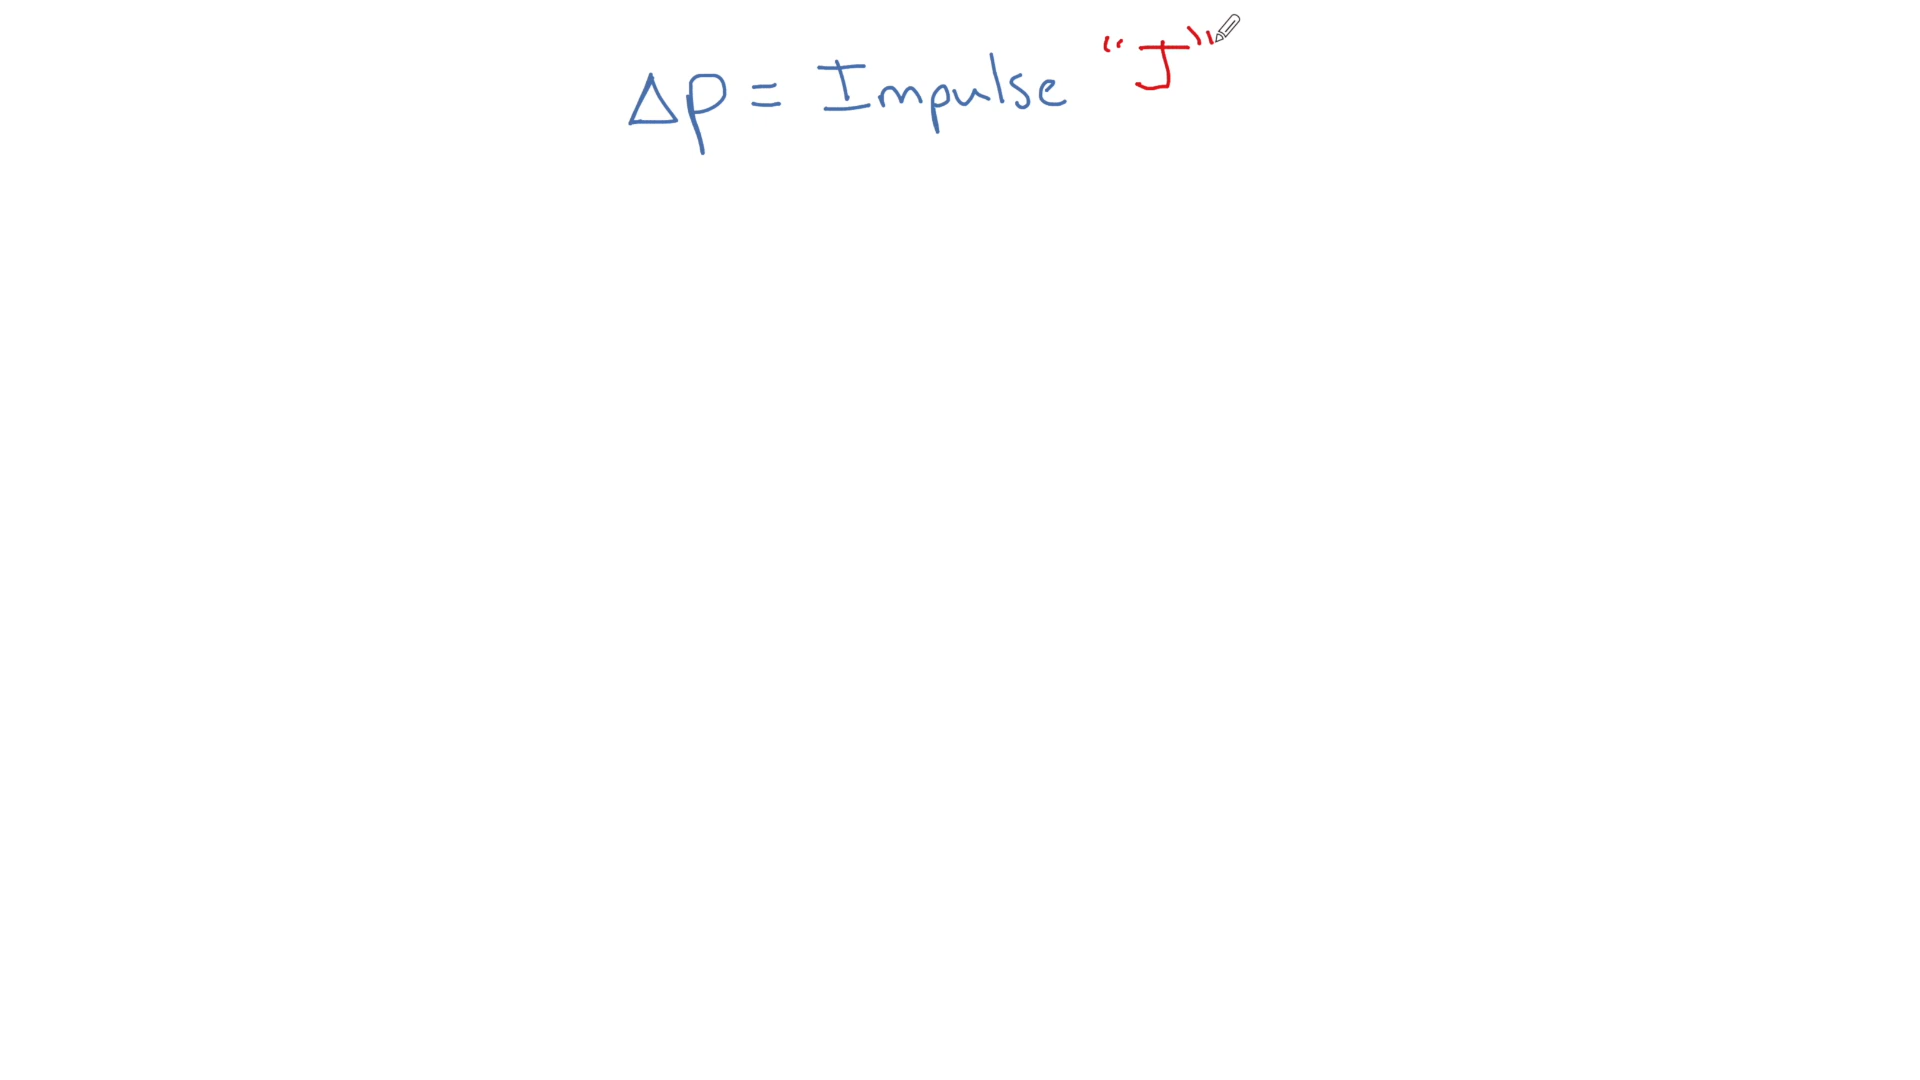 Δp = Impulse "J"